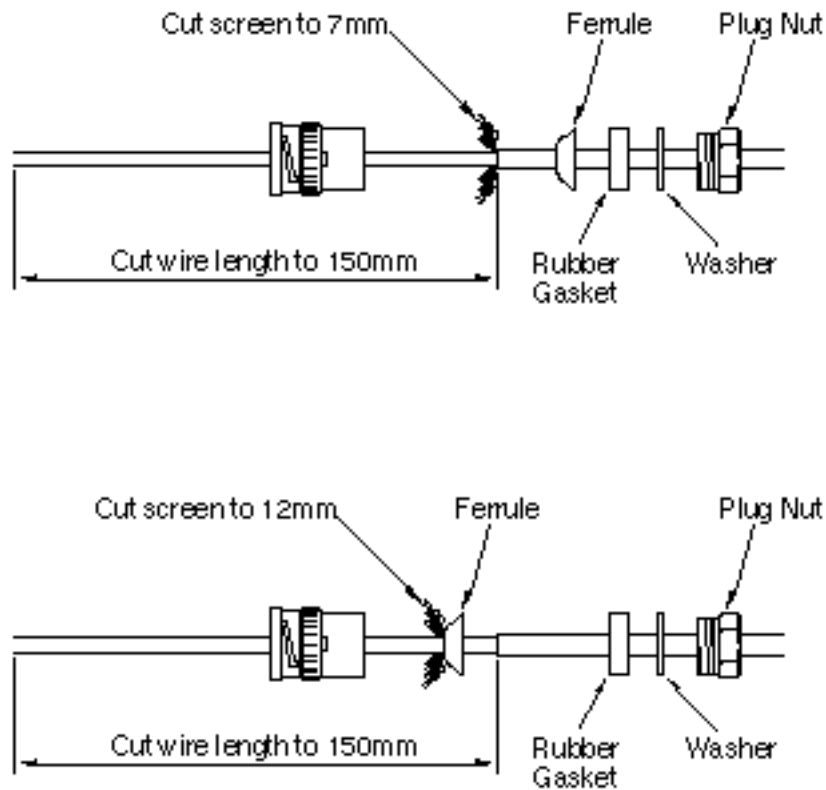 Cut screen to 7mm
Ferrule
Plug Nut
Cut wire length to 150mm
Rubber
Gasket
Washer
Cut screen to 12mm
Ferrule
Plug Nut
Cut wire length to 150mm
Rubber
Gasket
Washer